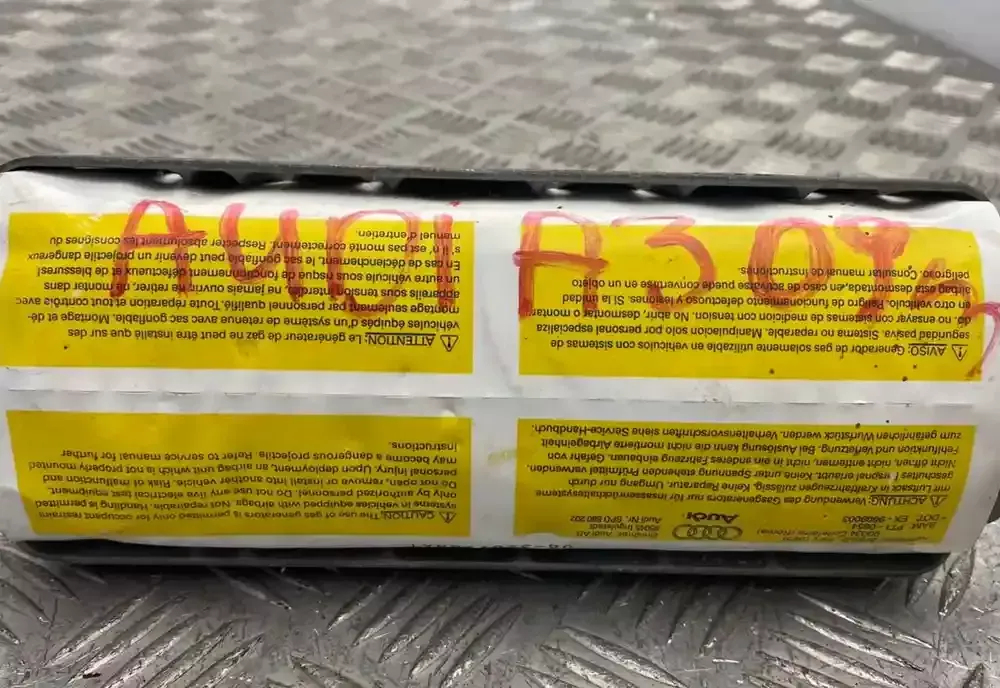 AUDI A3 09
Audi AG
85045 Ingolstadt
Audi Nr. 8P0 880 202
Audi
⚠ ACHTUNG: Verwendung des Gasgenerators nur für Insassenrückhaltesysteme
mit Luftsack in Kraftfahrzeugen zulässig. Keine Reparatur. Umgang nur durch
geschultes Personal erlaubt. Keine unter Spannung stehenden Prüfmittel verwenden.
Nicht öffnen, nicht entfernen, nicht in ein anderes Fahrzeug einbauen. Gefahr von
Fehlfunktion und Verletzung. Bei Auslösung kann die nicht montierte Airbageinheit
zum gefährlichen Wurfstück werden. Verhaltensvorschriften siehe Service-Handbuch.
⚠ CAUTION: The use of gas generators is permitted only for occupant restraint
systems in vehicles equipped with airbags. Not repairable. Handling is permitted
only by authorized personnel. Do not use any live electrical test equipment.
Do not open, remove or install into another vehicle. Risk of malfunction and
personal injury. Upon deployment, an airbag unit which is not properly mounted
may become a dangerous projectile. Refer to service manual for further
instructions.
⚠ AVISO: Generador de gas solamente de utilizable en vehículos con sistemas de
seguridad pasiva. Sistema no reparable. Manipulacion solo por personal especializa
do, no ensayar con sistemas de medicion con tension. No abrir, desmontar o montar
en otro vehículo. Peligro de funcionamiento defectuoso y lesiones. Si la unidad
airbag está desmontada, en caso de activarse puede converse en un objeto
peligroso. Consultar manual de instrucciones.
⚠ ATTENTION: Le générateur de gaz ne peut être installé que sur des
véhicules équipés d'un système de retenue avec sac gonflable. Montage et dé-
montage seulement par personnel qualifié. Toute réparation et tout contrôle avec
appareils sous tension interdits, ne jamais ouvrir, ne retirer, ne monter dans
un autre véhicule sous risque de fonctionnement défectueux et de blessures!
En cas de déclenchement, le sac gonflable peut devenir un projectile dangereux
s'il n'est pas monté correctement. Respecter absolument les consignes du
manuel d'entretien.